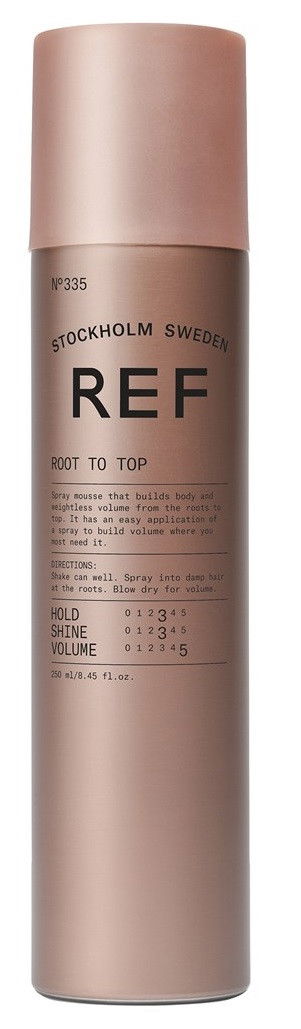 Nº335
STOCKHOLM SWEDEN
REF
ROOT TO TOP
Spray mousse that builds body and
weightless volume from the roots to
top. It has an easy application of
a spray to build volume where you
most need it.
DIRECTIONS:
Shake can well. Spray into damp hair
at the roots. Blow dry for volume.
HOLD 0 1 2 3 4 5
SHINE 0 1 2 3 4 5
VOLUME 0 1 2 3 4 5
250 ml/8.45 fl.oz.